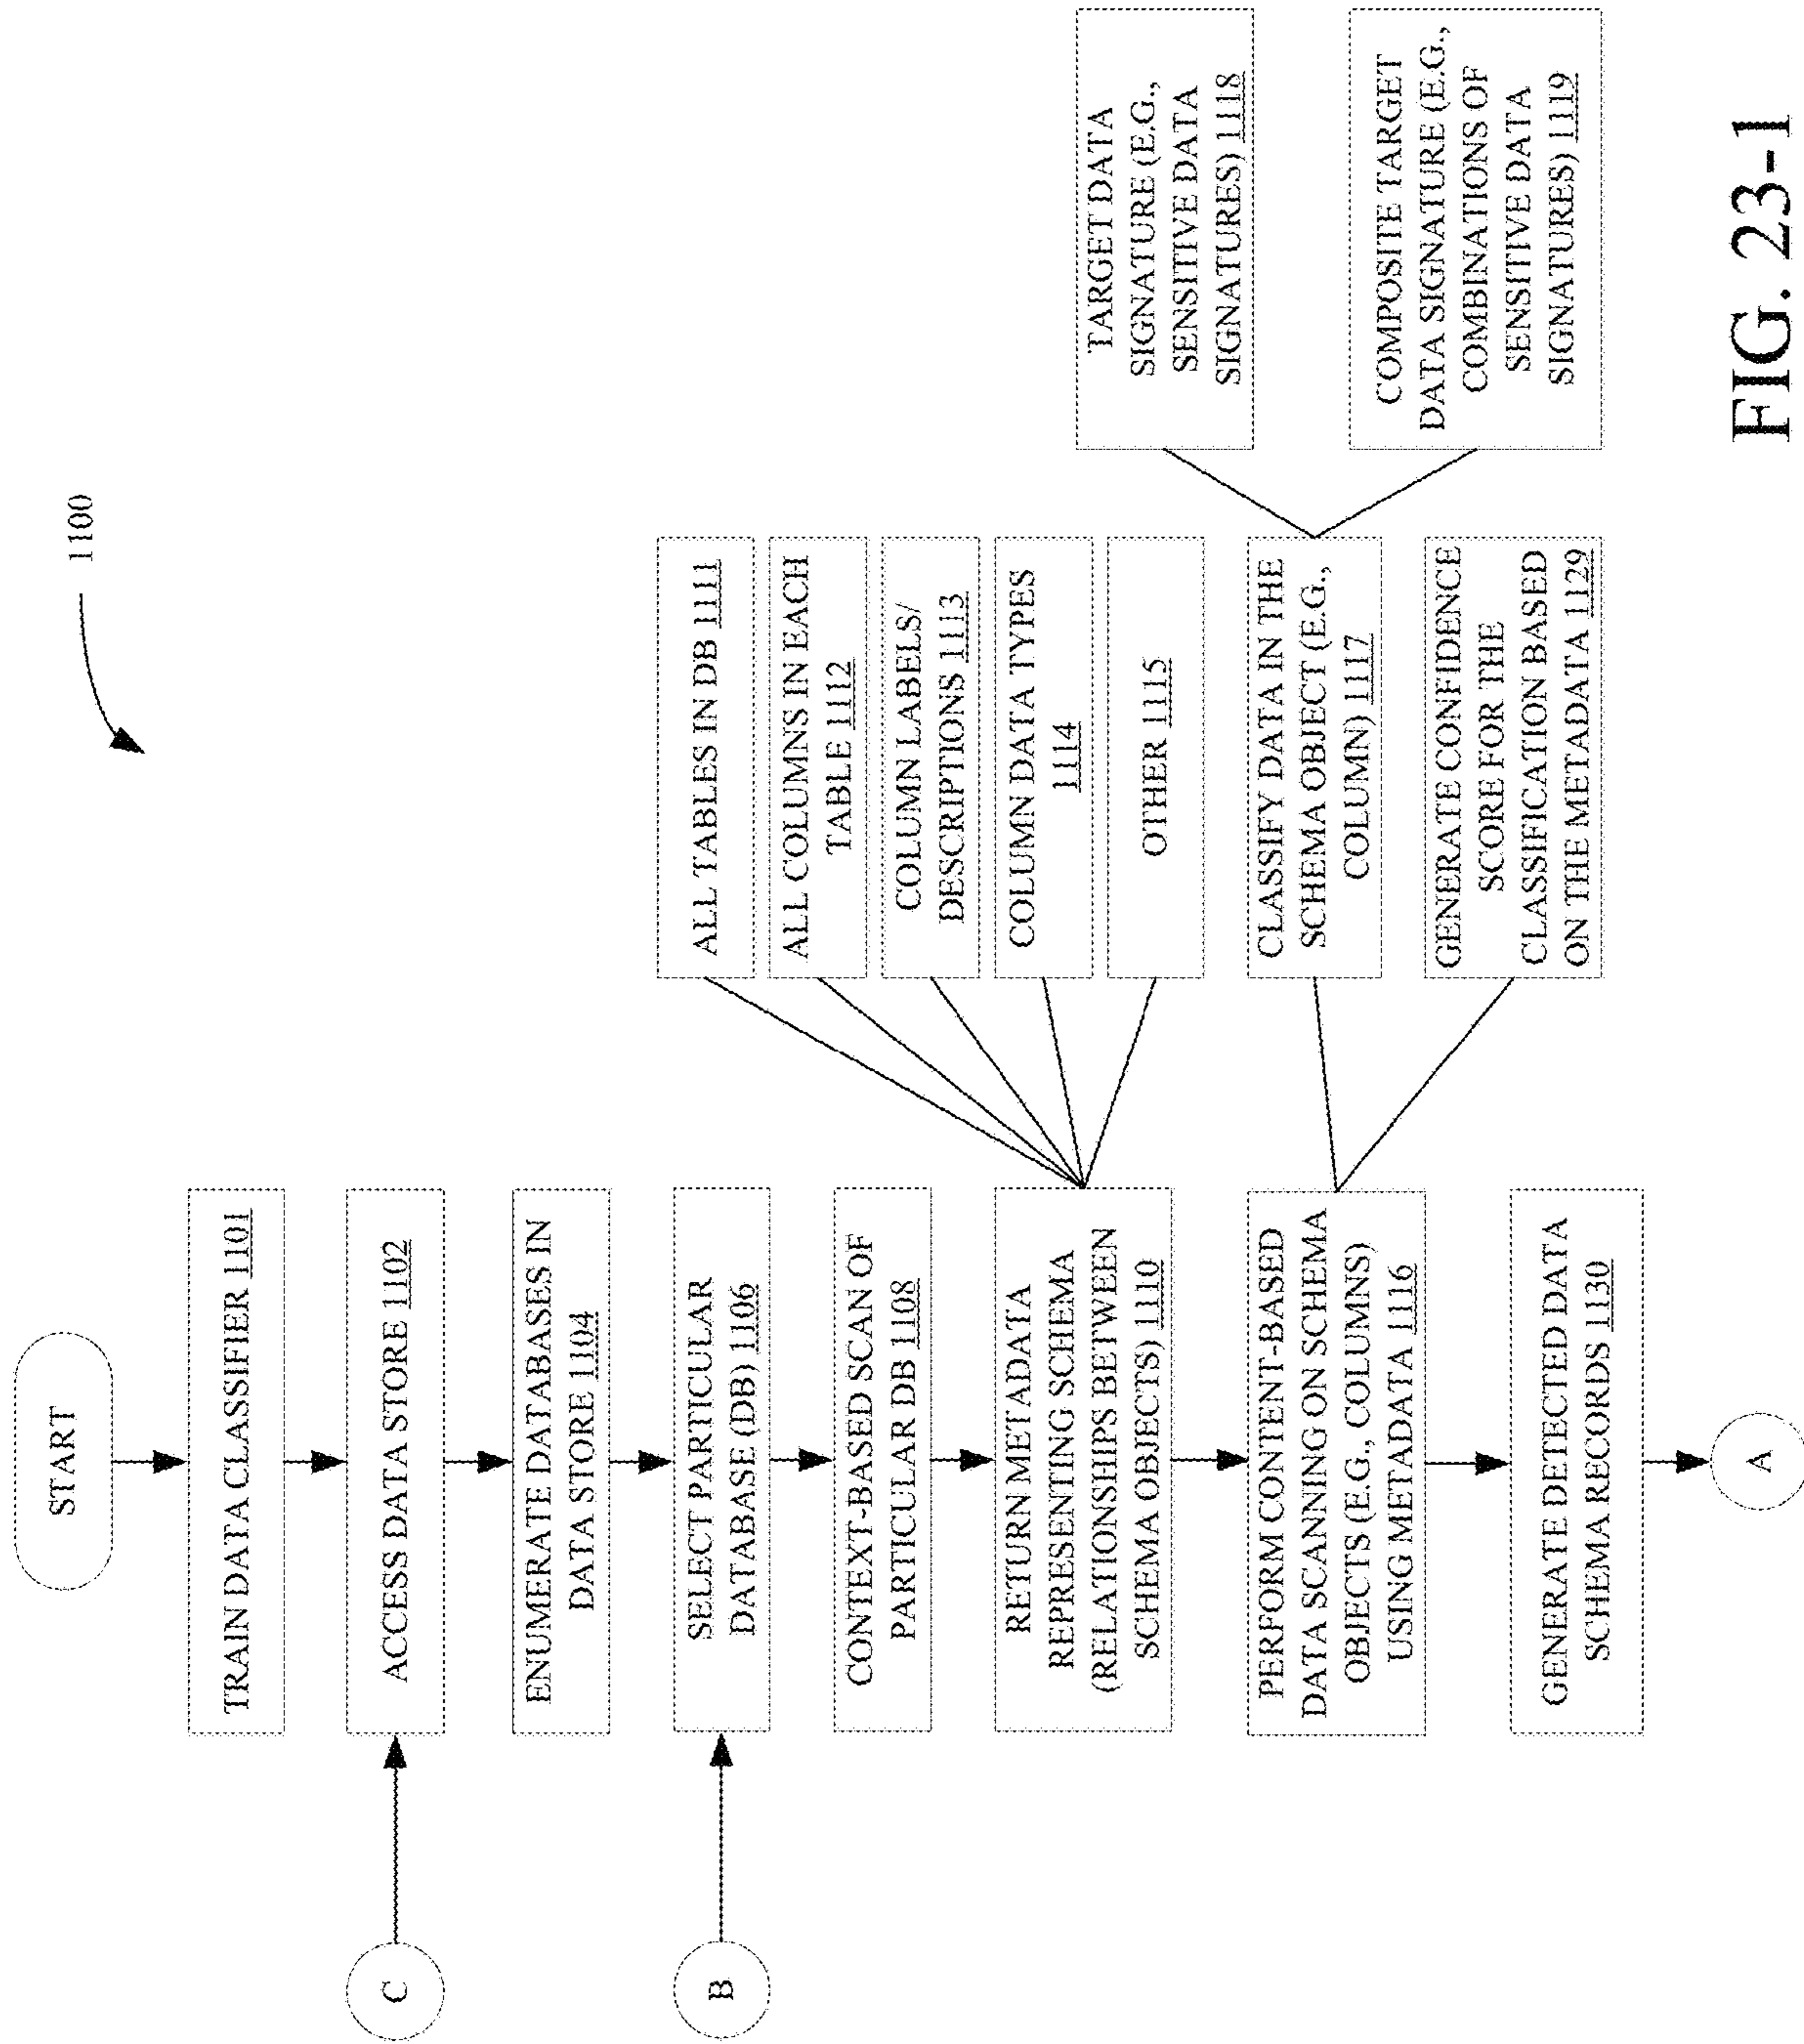 1100
START
TRAIN DATA CLASSIFIER 1101
C
ACCESS DATA STORE 1102
ENUMERATE DATABASES IN
DATA STORE 1104
B
SELECT PARTICULAR
DATABASE (DB) 1106
CONTEXT-BASED SCAN OF
PARTICULAR DB 1108
RETURN METADATA
REPRESENTING SCHEMA
(RELATIONSHIPS BETWEEN
SCHEMA OBJECTS) 1110
ALL TABLES IN DB 1111
ALL COLUMNS IN EACH
TABLE 1112
COLUMN LABELS/
DESCRIPTIONS 1113
COLUMN DATA TYPES
1114
OTHER 1115
PERFORM CONTENT-BASED
DATA SCANNING ON SCHEMA
OBJECTS (E.G., COLUMNS)
USING METADATA 1116
CLASSIFY DATA IN THE
SCHEMA OBJECT (E.G.,
COLUMN) 1117
TARGET DATA
SIGNATURE (E.G.,
SENSITIVE DATA
SIGNATURES) 1118
COMPOSITE TARGET
DATA SIGNATURE (E.G.,
COMBINATIONS OF
SENSITIVE DATA
SIGNATURES) 1119
GENERATE CONFIDENCE
SCORE FOR THE
CLASSIFICATION BASED
ON THE METADATA 1129
GENERATE DETECTED DATA
SCHEMA RECORDS 1130
A
FIG. 23-1